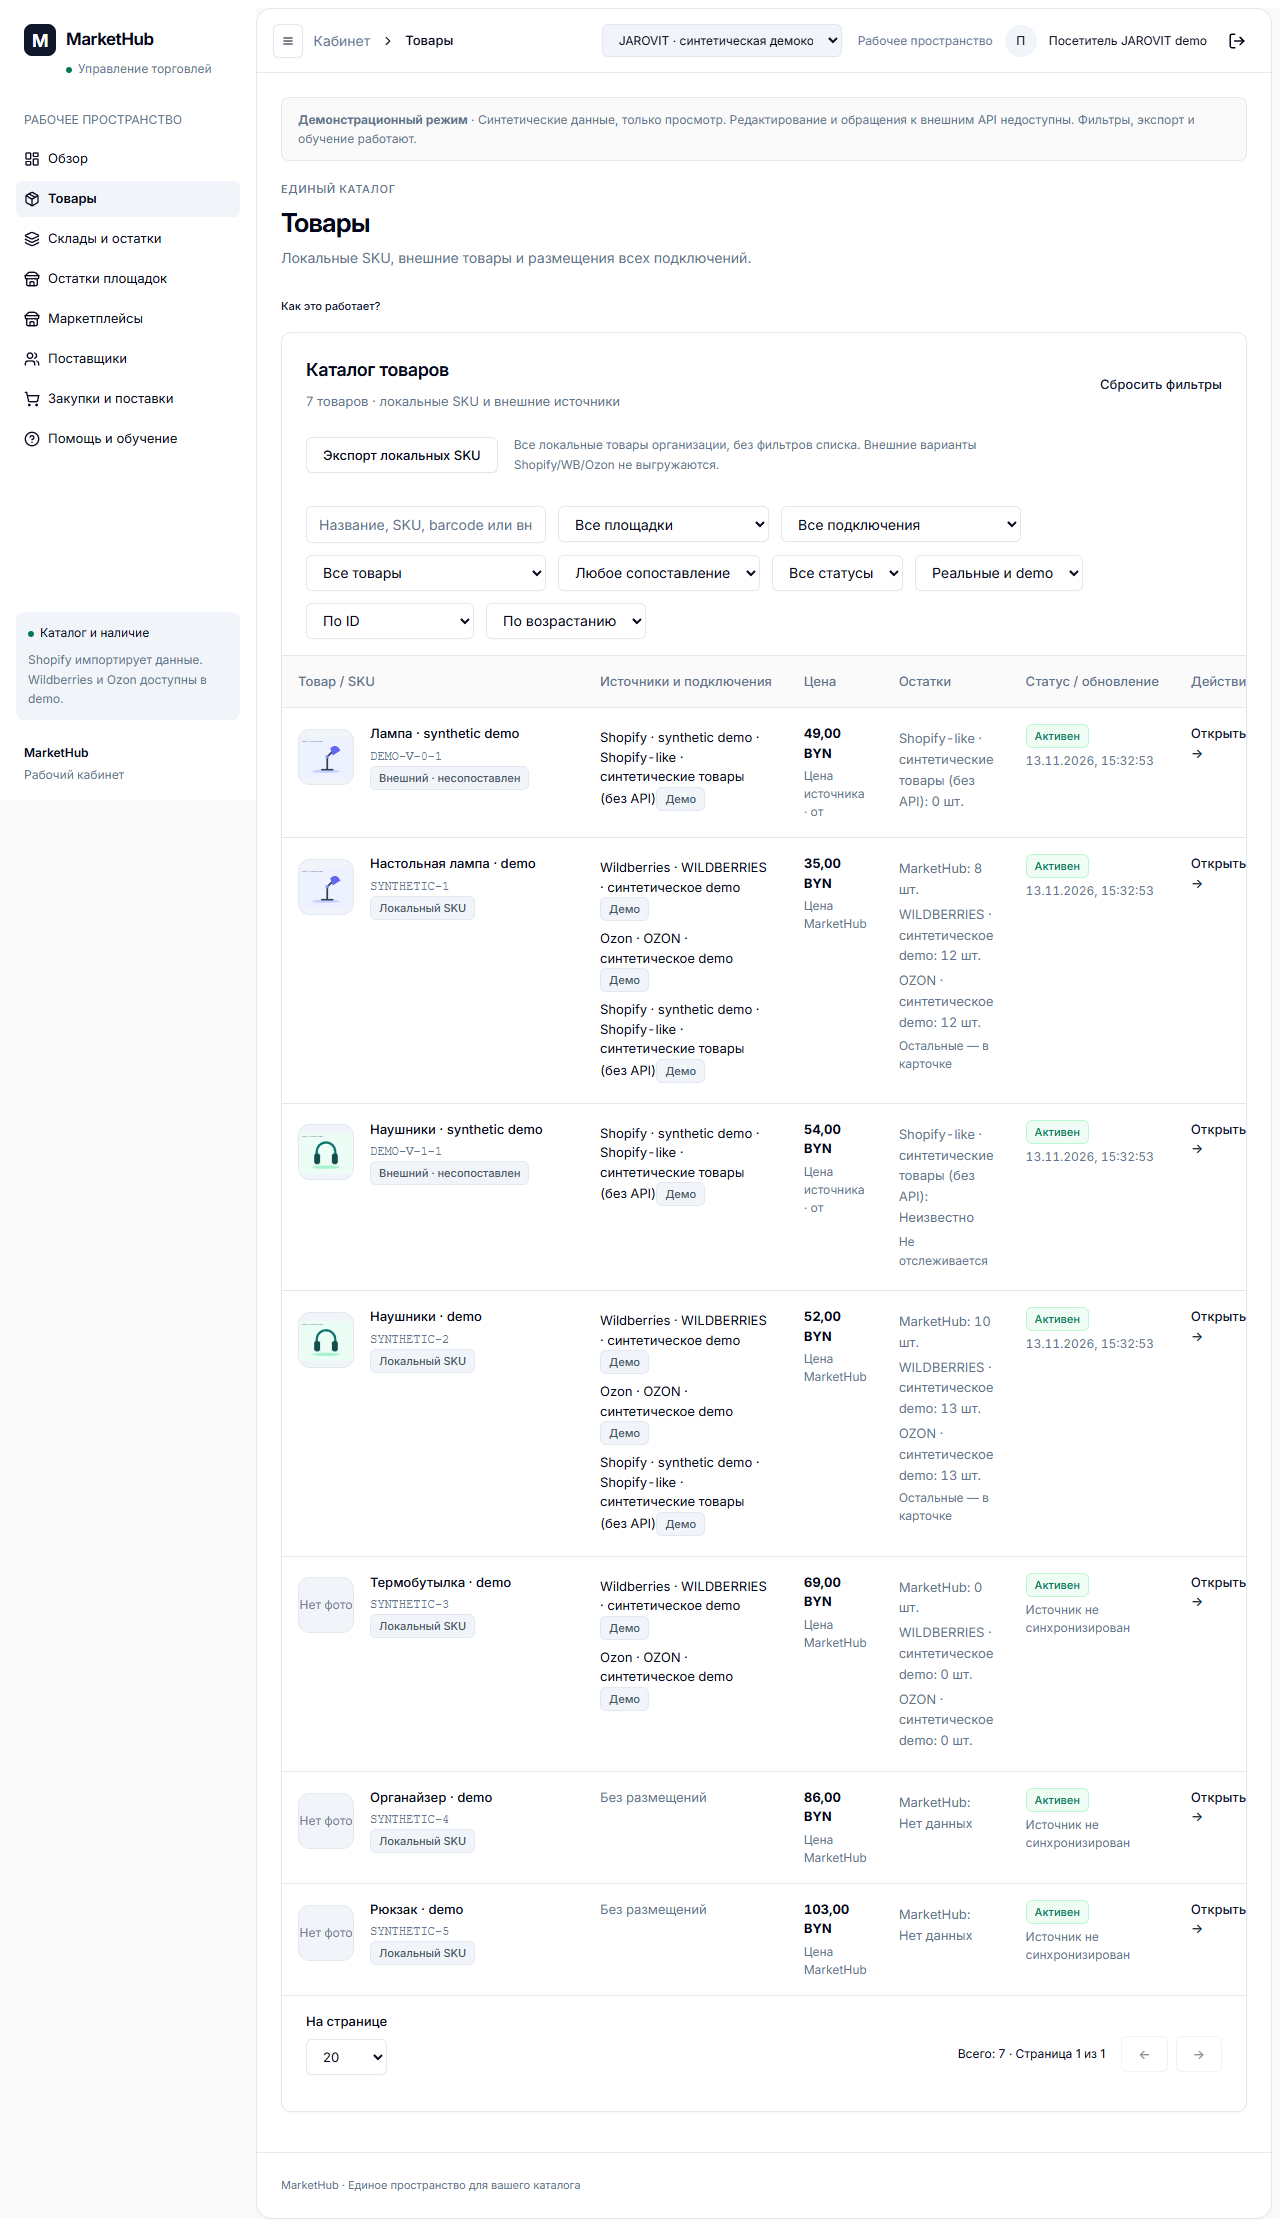 M MarketHub
Управление торговлей
РАБОЧЕЕ ПРОСТРАНСТВО
Обзор
Товары
Склады и остатки
Остатки площадок
Маркетплейсы
Поставщики
Закупки и поставки
Помощь и обучение
Каталог и наличие
Shopify импортирует данные.
Wildberries и Ozon доступны в
demo.
MarketHub
Рабочий кабинет
Кабинет > Товары
JAROVIT · синтетическая демоко
Рабочее пространство
П
Посетитель JAROVIT demo
Демонстрационный режим · Синтетические данные, только просмотр. Редактирование и обращения к внешним API недоступны. Фильтры, экспорт и
обучение работают.
ЕДИНЫЙ КАТАЛОГ
Товары
Локальные SKU, внешние товары и размещения всех подключений.
Как это работает?
Каталог товаров
7 товаров · локальные SKU и внешние источники
Сбросить фильтры
Экспорт локальных SKU
Все локальные товары организации, без фильтров списка. Внешние варианты
Shopify/WB/Ozon не выгружаются.
Название, SKU, barcode или вн
Все площадки
Все подключения
Все товары
Любое сопоставление
Все статусы
Реальные и demo
По ID
По возрастанию
Товар / SKU
Источники и подключения
Цена
Остатки
Статус / обновление
Действи
Лампа · synthetic demo
DEMO-V-0-1
Внешний · несопоставлен
Shopify · synthetic demo ·
Shopify-like ·
синтетические товары
(без API) Демо
49,00
BYN
Цена
источника
· от
Shopify-like ·
синтетические
товары (без
API): 0 шт.
Активен
13.11.2026, 15:32:53
Открыть
→
Настольная лампа · demo
SYNTHETIC-1
Локальный SKU
Wildberries · WILDBERRIES
· синтетическое demo
Демо
Ozon · OZON ·
синтетическое demo
Демо
Shopify · synthetic demo ·
Shopify-like ·
синтетические товары
(без API) Демо
35,00
BYN
Цена
MarketHub
MarketHub: 8
шт.
WILDBERRIES ·
синтетическое
demo: 12 шт.
OZON ·
синтетическое
demo: 12 шт.
Остальные — в
карточке
Активен
13.11.2026, 15:32:53
Открыть
→
Наушники · synthetic demo
DEMO-V-1-1
Внешний · несопоставлен
Shopify · synthetic demo ·
Shopify-like ·
синтетические товары
(без API) Демо
54,00
BYN
Цена
источника
· от
Shopify-like ·
синтетические
товары (без
API):
Неизвестно
Не
отслеживается
Активен
13.11.2026, 15:32:53
Открыть
→
Наушники · demo
SYNTHETIC-2
Локальный SKU
Wildberries · WILDBERRIES
· синтетическое demo
Демо
Ozon · OZON ·
синтетическое demo
Демо
Shopify · synthetic demo ·
Shopify-like ·
синтетические товары
(без API) Демо
52,00
BYN
Цена
MarketHub
MarketHub: 10
шт.
WILDBERRIES ·
синтетическое
demo: 13 шт.
OZON ·
синтетическое
demo: 13 шт.
Остальные — в
карточке
Активен
13.11.2026, 15:32:53
Открыть
→
Нет фото
Термобутылка · demo
SYNTHETIC-3
Локальный SKU
Wildberries · WILDBERRIES
· синтетическое demo
Демо
Ozon · OZON ·
синтетическое demo
Демо
69,00
BYN
Цена
MarketHub
MarketHub: 0
шт.
WILDBERRIES ·
синтетическое
demo: 0 шт.
OZON ·
синтетическое
demo: 0 шт.
Активен
Источник не
синхронизирован
Открыть
→
Нет фото
Органайзер · demo
SYNTHETIC-4
Локальный SKU
Без размещений
86,00
BYN
Цена
MarketHub
MarketHub:
Нет данных
Активен
Источник не
синхронизирован
Открыть
→
Нет фото
Рюкзак · demo
SYNTHETIC-5
Локальный SKU
Без размещений
103,00
BYN
Цена
MarketHub
MarketHub:
Нет данных
Активен
Источник не
синхронизирован
Открыть
→
На странице
20
Всего: 7 · Страница 1 из 1
← →
MarketHub · Единое пространство для вашего каталога